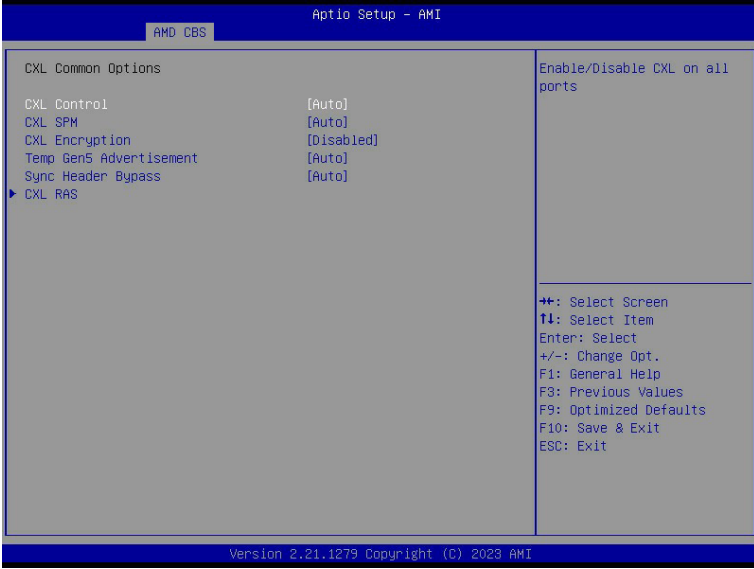 Aptio Setup - AMI
AMD CBS
CXL Common Options
CXL Control [Auto]
CXL SPM [Auto]
CXL Encryption [Disabled]
Temp Gen5 Advertisement [Auto]
Sync Header Bypass [Auto]
► CXL RAS
Enable/Disable CXL on all
ports
→←: Select Screen
↑↓: Select Item
Enter: Select
+/-: Change Opt.
F1: General Help
F3: Previous Values
F9: Optimized Defaults
F10: Save & Exit
ESC: Exit
Version 2.21.1279 Copyright (C) 2023 AMI